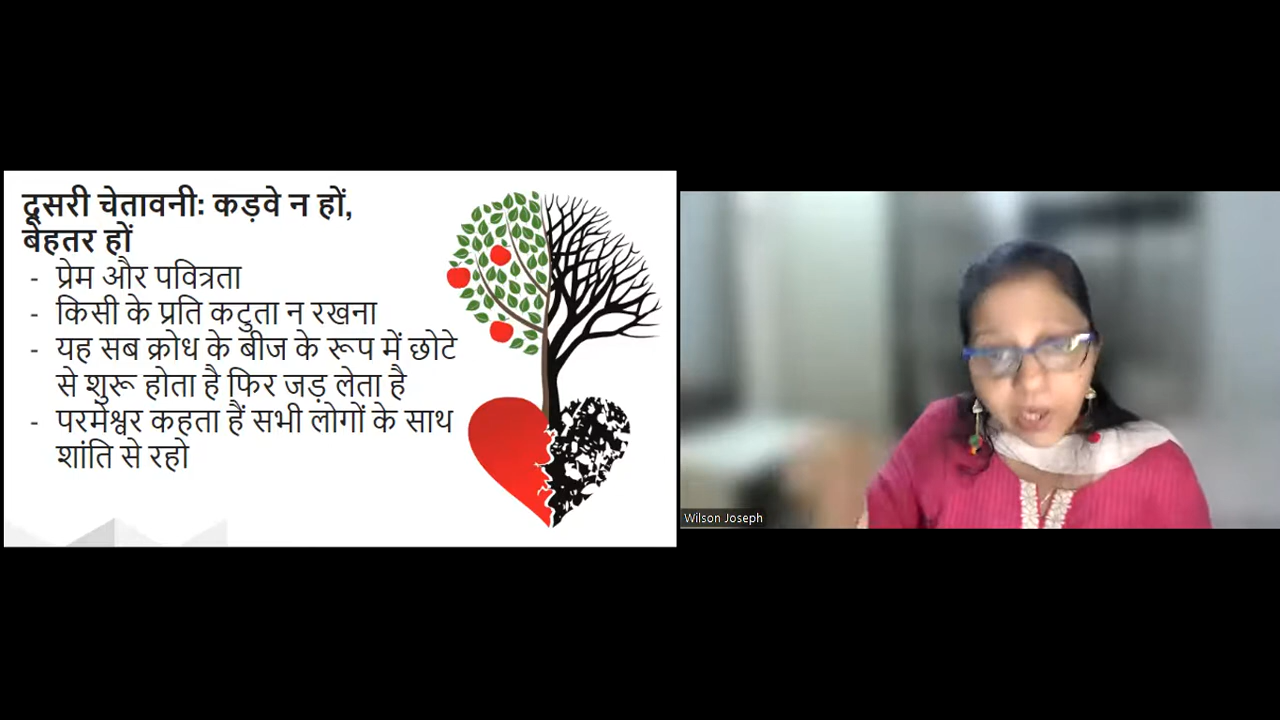 दूसरी चेतावनीः कड़वे न हों,
बेहतर हों
- प्रेम और पवित्रता
- किसी के प्रति कटुता न रखना
- यह सब क्रोध के बीज के रूप में छोटे
से शुरू होता है फिर जड़ लेता है
- परमेश्वर कहता हैं सभी लोगों के साथ
शांति से रहो
Wilson Joseph